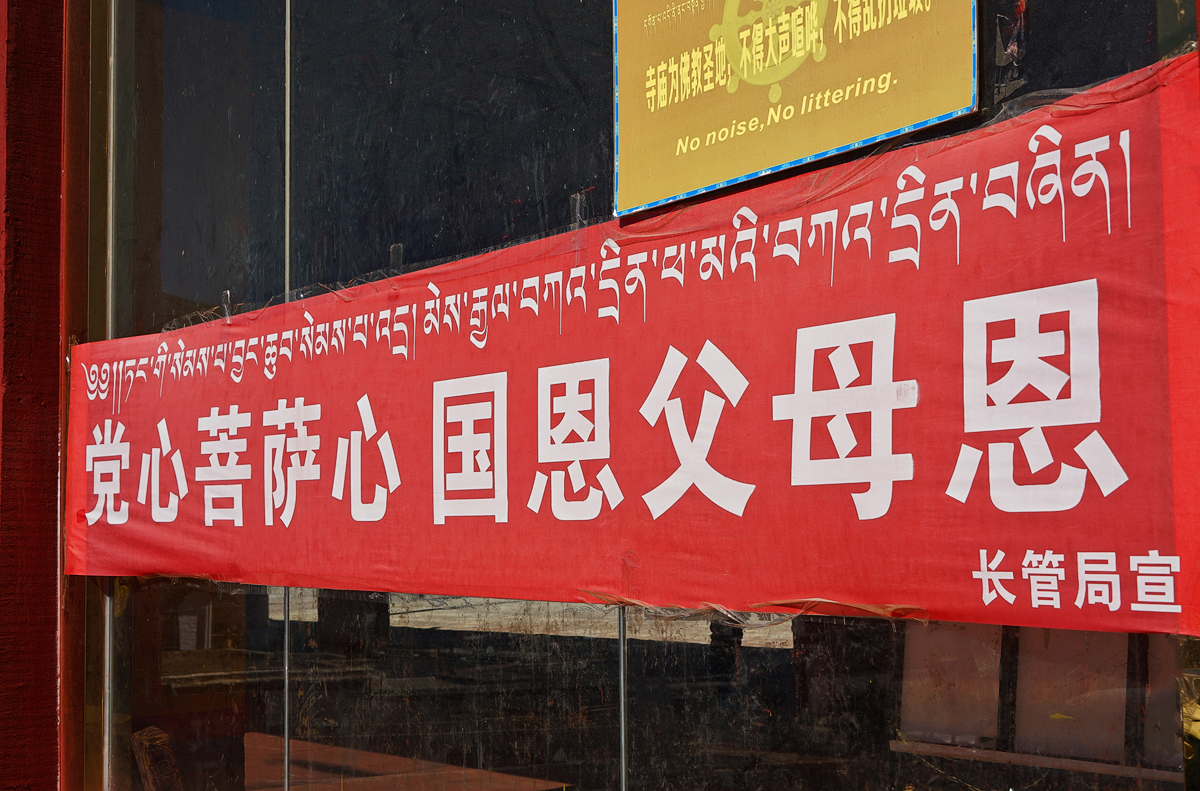 寺庙为佛教圣地，不得大声喧哗，不得乱扔垃圾。
No noise,No littering.
༄༅།།ཏང་གི་སེམས་པ་བྱང་ཆུབ་སེམས་པ་འདྲ། མེས་རྒྱལ་བཀའ་དྲིན་ཕ་མའི་བཀའ་དྲིན་བཞིན།
党心菩萨心 国恩父母恩
长管局宣